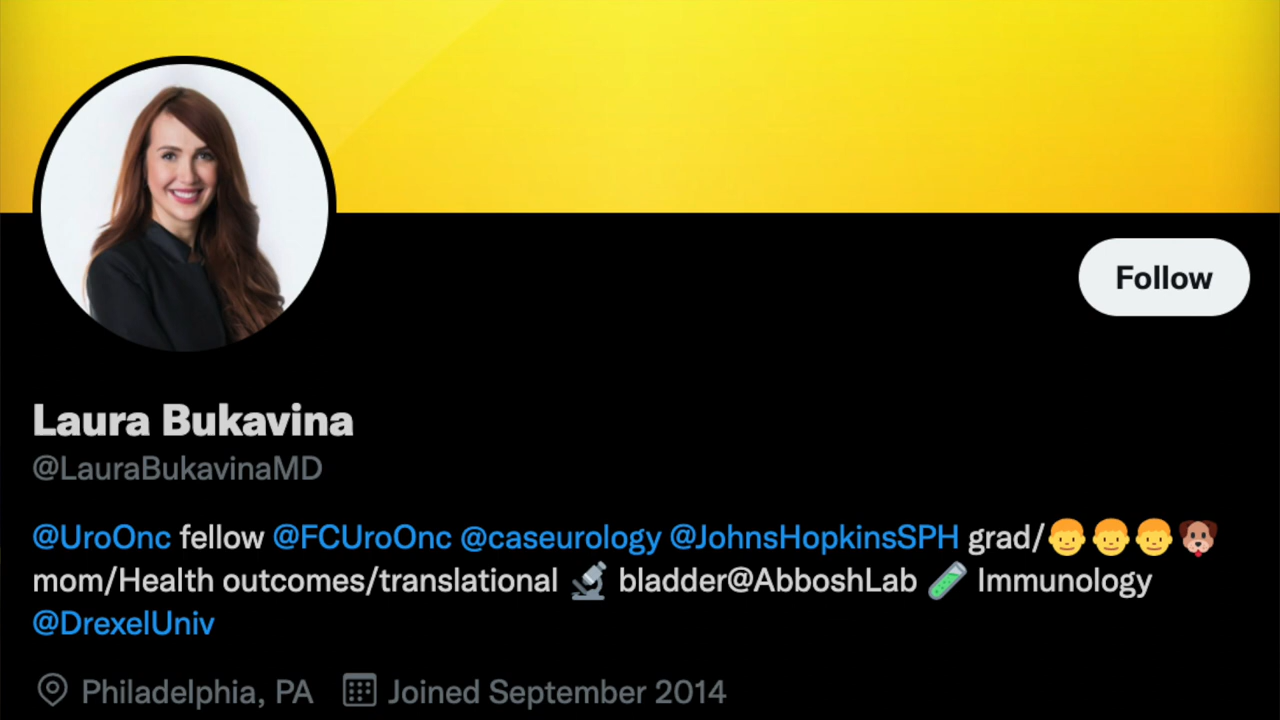 Follow
Laura Bukavina
@LauraBukavinaMD
@UroOnc fellow @FCUroOnc @caseurology @JohnsHopkinsSPH grad/👦👦👦🐶
mom/Health outcomes/translational 🔬 bladder@AbboshLab 🧪 Immunology
@DrexelUniv
Philadelphia, PA Joined September 2014